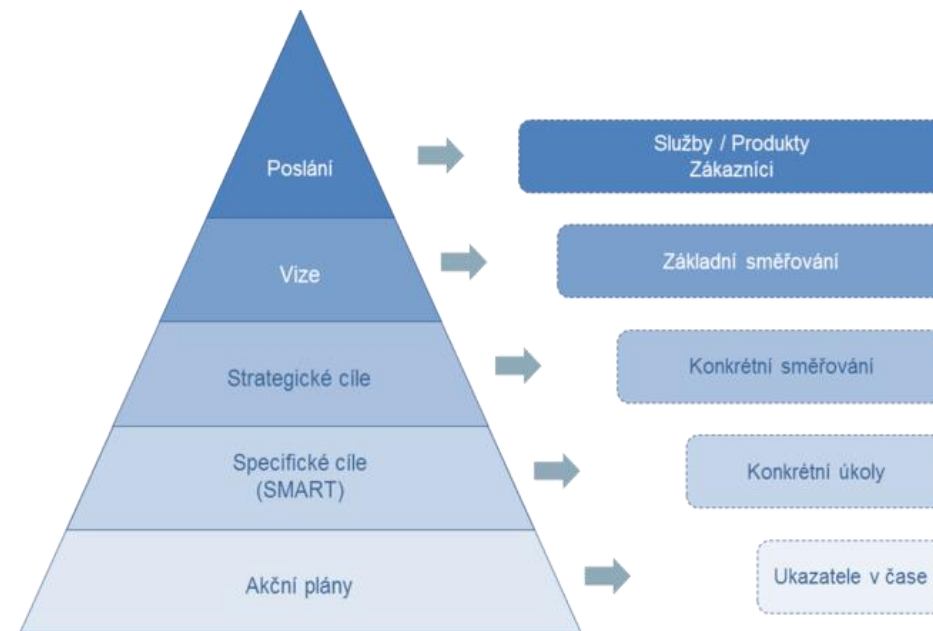 Poslání
Služby / Produkty
Zákazníci
Vize
Základní směřování
Strategické cíle
Konkrétní směřování
Specifické cíle
(SMART)
Konkrétní úkoly
Akční plány
Ukazatele v čase